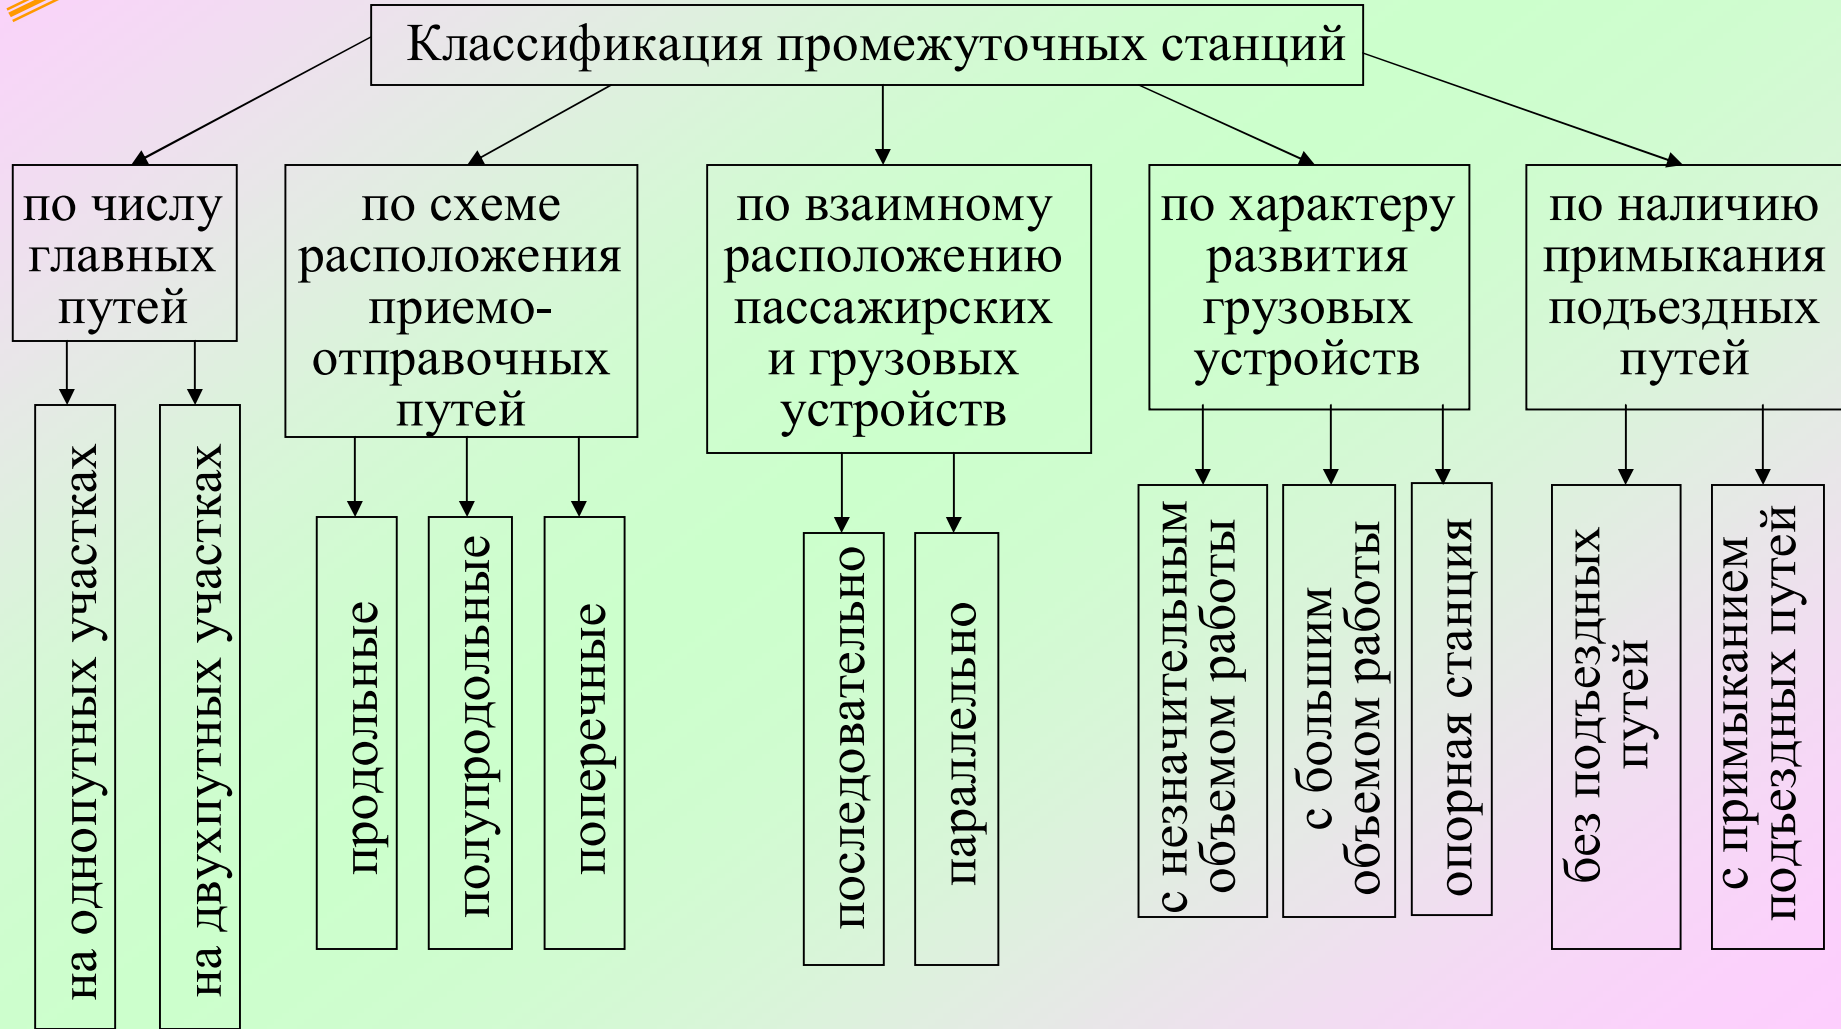 Классификация промежуточных станций
по числу
главных
путей
по схеме
расположения
приемо-
отправочных
путей
по взаимному
расположению
пассажирских
и грузовых
устройств
по характеру
развития
грузовых
устройств
по наличию
примыкания
подъездных
путей
на однопутных участках
на двухпутных участках
продольные
полупродольные
поперечные
последовательно
параллельно
с незначительным
объемом работы
с большим
объемом работы
опорная станция
без подъездных
путей
с примыканием
подъездных путей